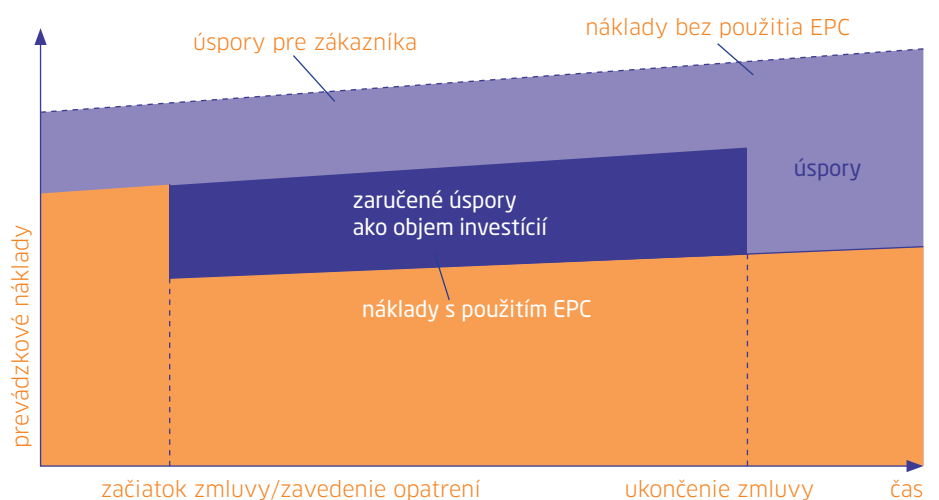 náklady bez použitia EPC
úspory pre zákazníka
úspory
zaručené úspory
ako objem investícií
náklady s použitím EPC
prevádzkové náklady
začiatok zmluvy/zavedenie opatrení
ukončenie zmluvy
čas